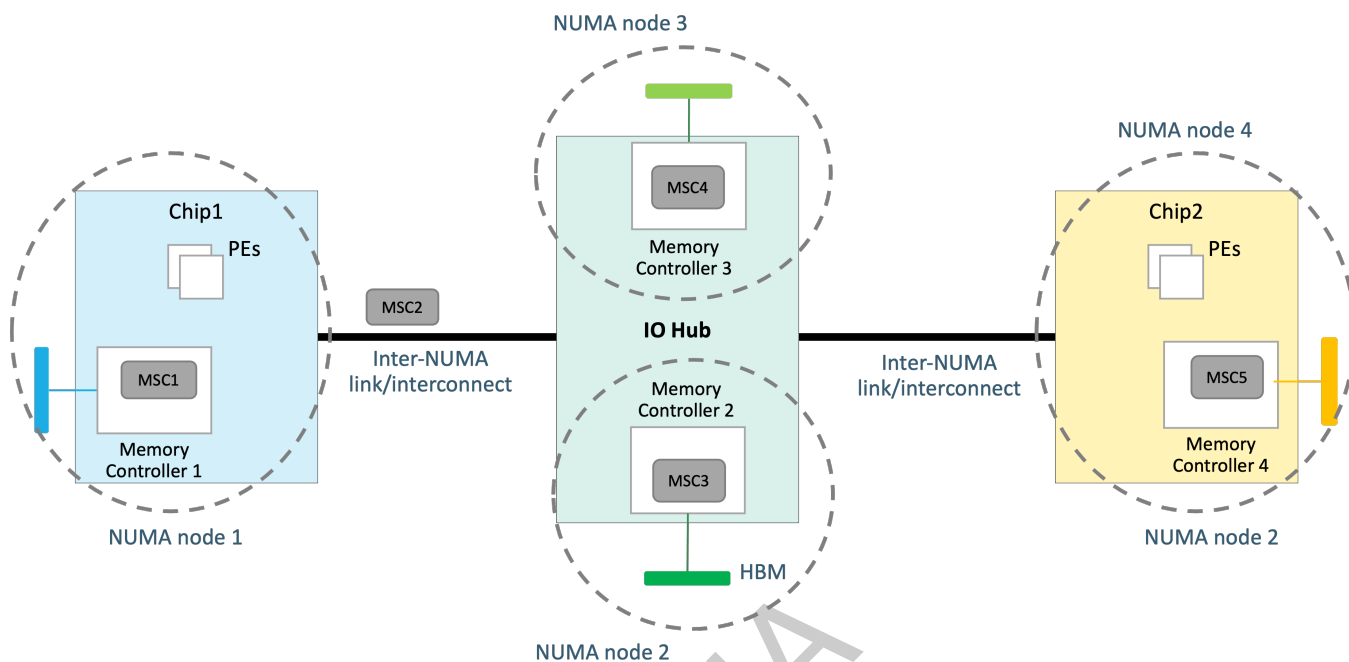 NUMA node 3
NUMA node 4
MSC4
Chip1
Chip2
PEs
Memory
Controller 3
PEs
MSC2
IO Hub
Inter-NUMA
link/interconnect
Inter-NUMA
link/interconnect
MSC1
Memory
Controller 2
MSC5
Memory
Controller 1
MSC3
Memory
Controller 4
NUMA node 1
NUMA node 2
HBM
NUMA node 2